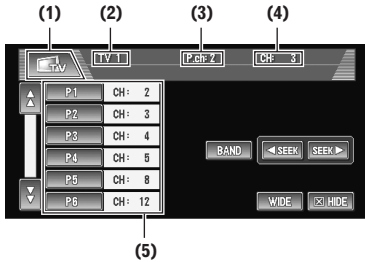 (1) (2) (3) (4)
TV TV 1 P.ch: 2 CH: 3
P1 CH: 2
P2 CH: 3
P3 CH: 4
P4 CH: 5
P5 CH: 8
P6 CH: 12
BAND ◀SEEK SEEK▶
WIDE ☒ HIDE
(5)